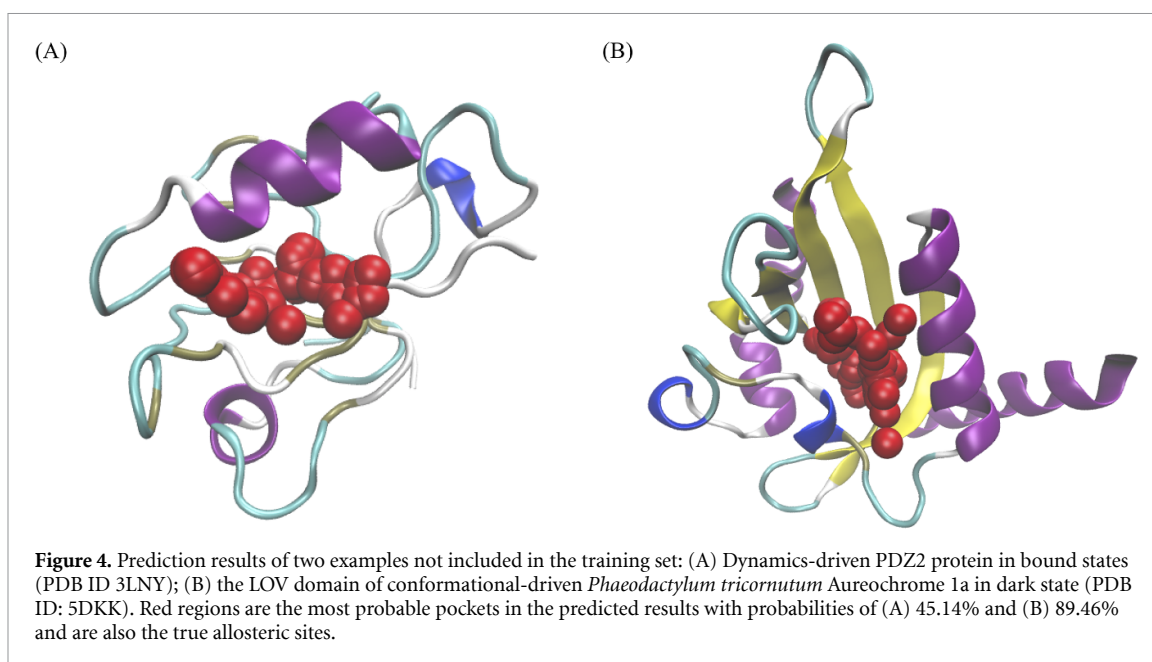 (A)
(B)
Figure 4. Prediction results of two examples not included in the training set: (A) Dynamics-driven PDZ2 protein in bound states
(PDB ID 3LNY); (B) the LOV domain of conformational-driven Phaeodactylum tricornutum Aureochrome 1a in dark state (PDB
ID: 5DKK). Red regions are the most probable pockets in the predicted results with probabilities of (A) 45.14% and (B) 89.46%
and are also the true allosteric sites.